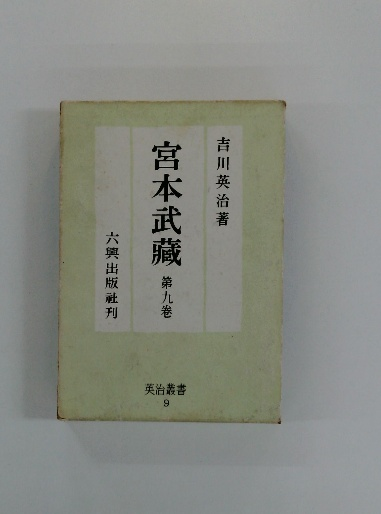 吉川英治著
宮本武藏 第九巻
六興出版社刊
英治叢書
9